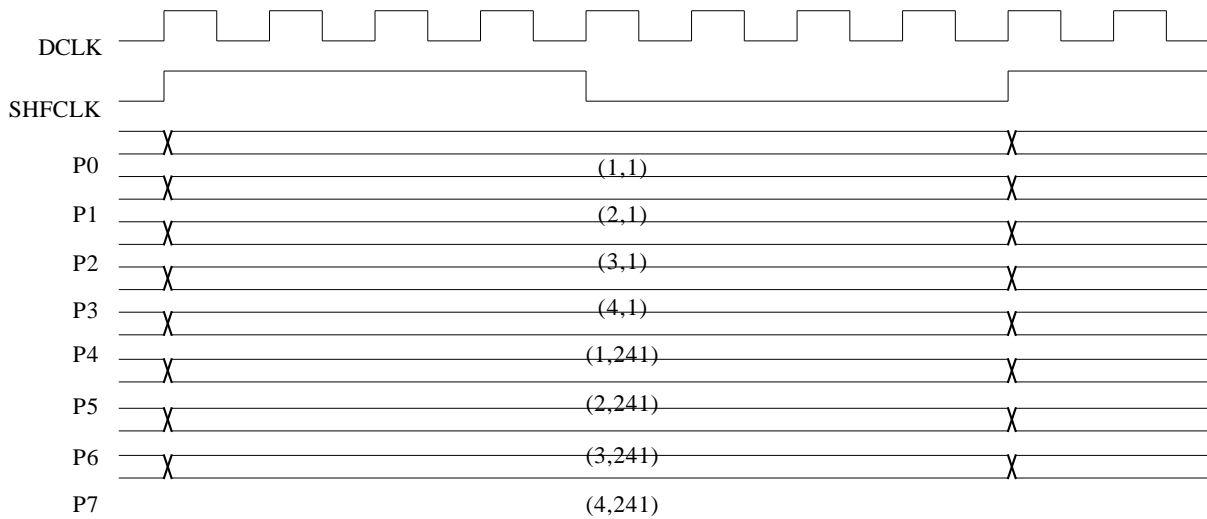 DCLK
SHFCLK
P0 (1,1)
P1 (2,1)
P2 (3,1)
P3 (4,1)
P4 (1,241)
P5 (2,241)
P6 (3,241)
P7 (4,241)